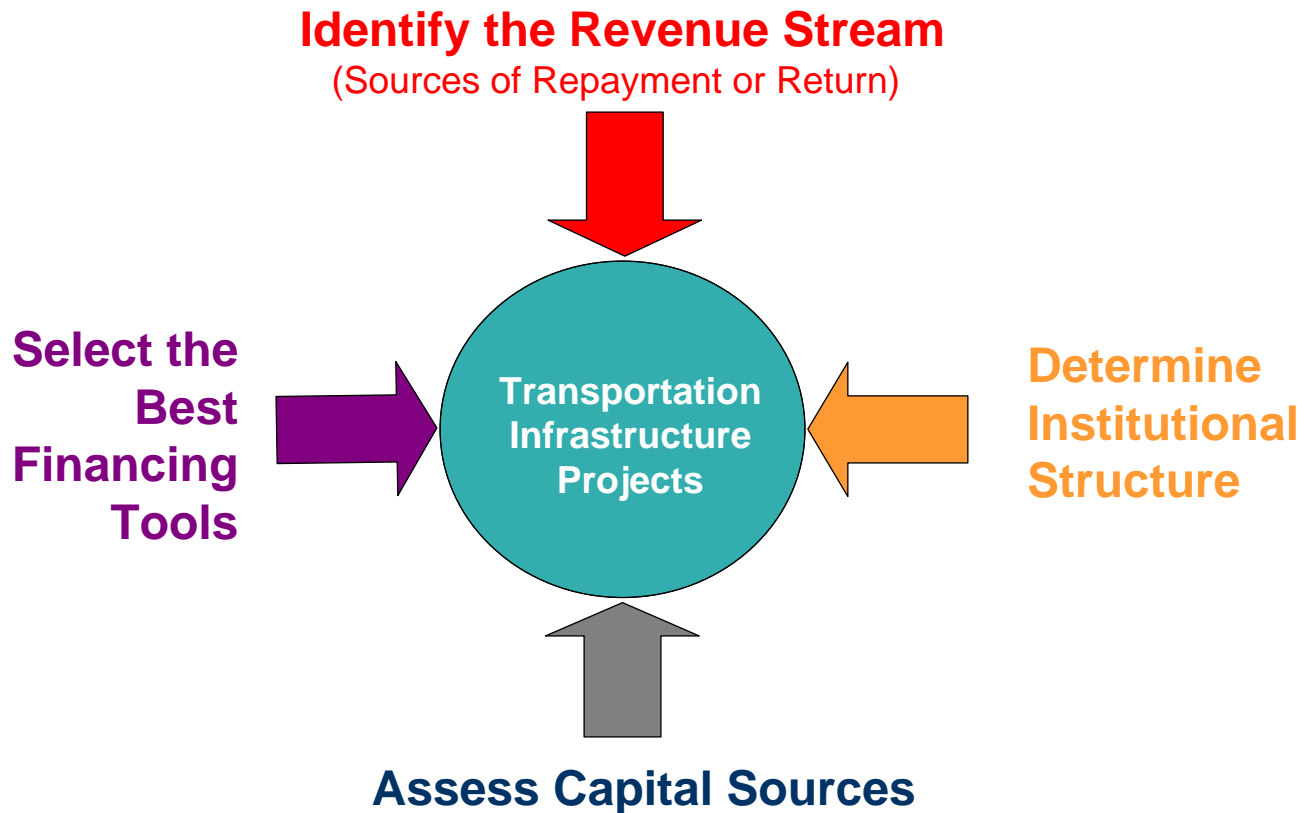 Identify the Revenue Stream
(Sources of Repayment or Return)
Select the
Best
Financing
Tools
Transportation
Infrastructure
Projects
Determine
Institutional
Structure
Assess Capital Sources